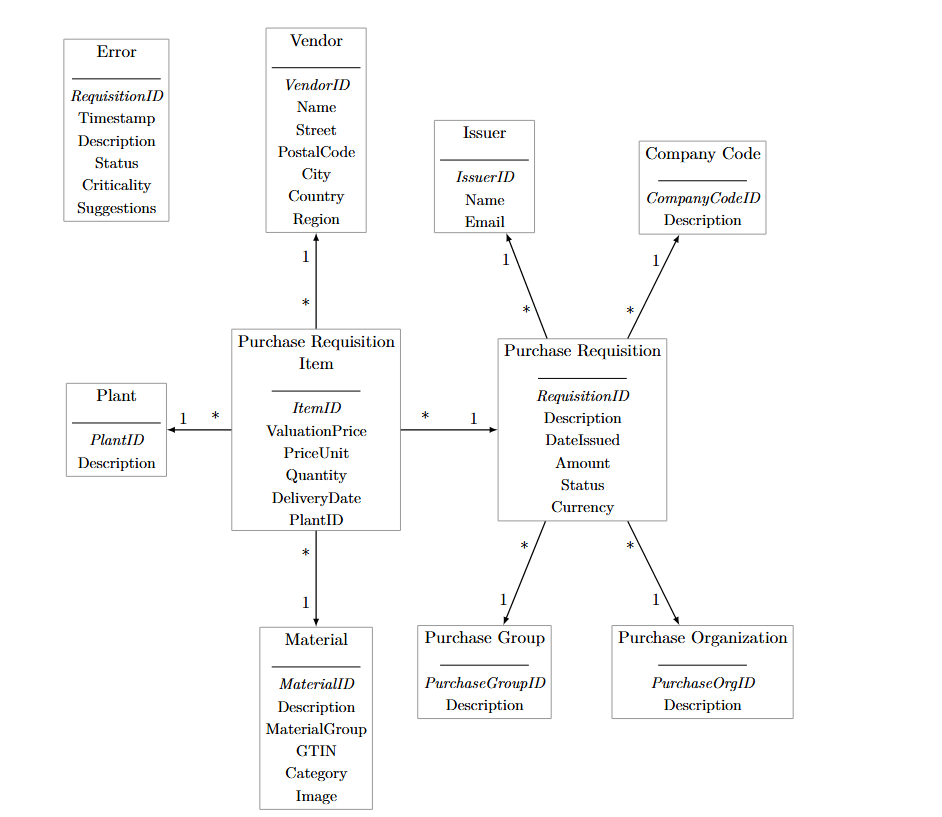 Error
RequisitionID
Timestamp
Description
Status
Criticality
Suggestions
Vendor
VendorID
Name
Street
PostalCode
City
Country
Region
Issuer
IssuerID
Name
Email
Company Code
CompanyCodeID
Description
1
*
1
*
1
*
Purchase Requisition
Item
ItemID
ValuationPrice
PriceUnit
Quantity
DeliveryDate
PlantID
Purchase Requisition
RequisitionID
Description
DateIssued
Amount
Status
Currency
Plant
PlantID
Description
1 *
* 1
*
1
*
1
*
1
Material
MaterialID
Description
MaterialGroup
GTIN
Category
Image
Purchase Group
PurchaseGroupID
Description
Purchase Organization
PurchaseOrgID
Description